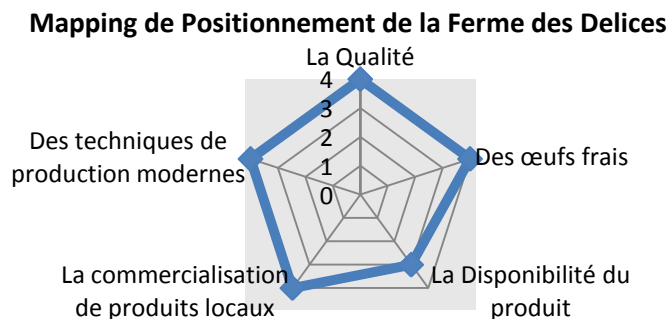 Mapping de Positionnement de la Ferme des Delices
La Qualité
4
3
2
1
0
Des œufs frais
La Disponibilité du
produit
La commercialisation
de produits locaux
Des techniques de
production modernes